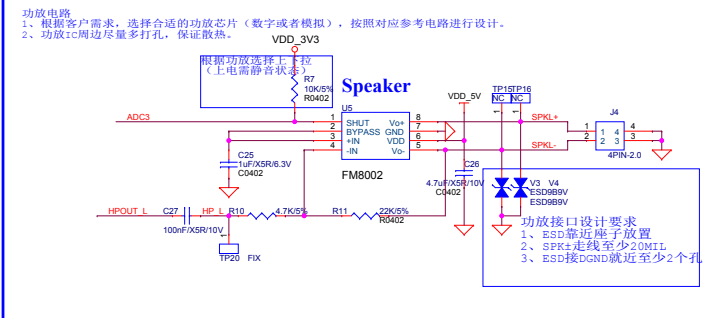 功放电路
1、根据客户需求，选择合适的功放芯片（数字或者模拟），按照对应参考电路进行设计。
2、功放IC周边尽量多打孔，保证散热。
VDD_3V3
根据功放选择上下拉
（上电需静音状态）
R7
10K/5%
R0402
Speaker
ADC3
U5
1 SHUT Vo+ 8
2 BYPASS GND 7
3 +IN VDD 6
4 -IN Vo- 5
FM8002
C25
1uF/X5R/6.3V
C0402
VDD_5V
C26
4.7uF/X5R/10V
C0402
TP15 TP16
NC NC
1 1
SPKL+
SPKL-
J4
1 1 4 4
2 2 3 3
4PIN-2.0
V3 V4
ESD9B9V
ESD9B9V
HPOUT_L
C27
100nF/X5R/10V
HP_L
R10
4.7K/5%
R11
22K/5%
R0402
1
TP20 FIX
功放接口设计要求
1、ESD靠近座子放置
2、SPK±走线至少20MIL
3、ESD接DGND就近至少2个孔